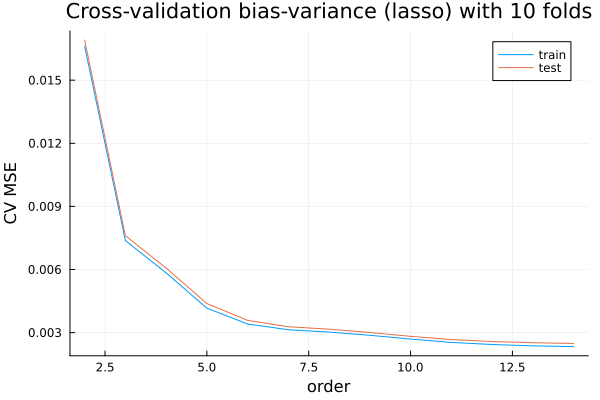 Cross-validation bias-variance (lasso) with 10 folds
train
test
0.015
0.012
0.009
0.006
0.003
CV MSE
2.5
5.0
7.5
10.0
12.5
order